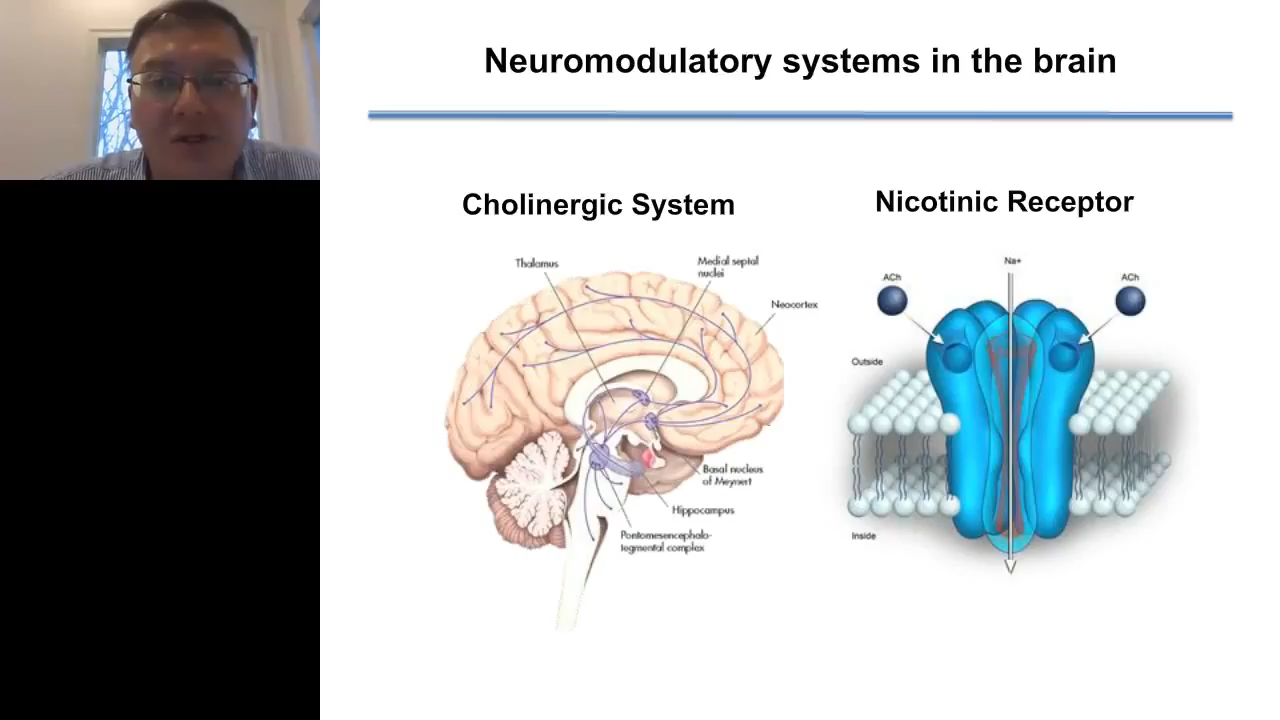 Neuromodulatory systems in the brain
Cholinergic System
Thalamus
Medial septal
nuclei
Neocortex
Basal nucleus
of Meynert
Hippocampus
Pontomesencephalo-
tegmental complex
Nicotinic Receptor
Na+
ACh
ACh
Outside
Inside